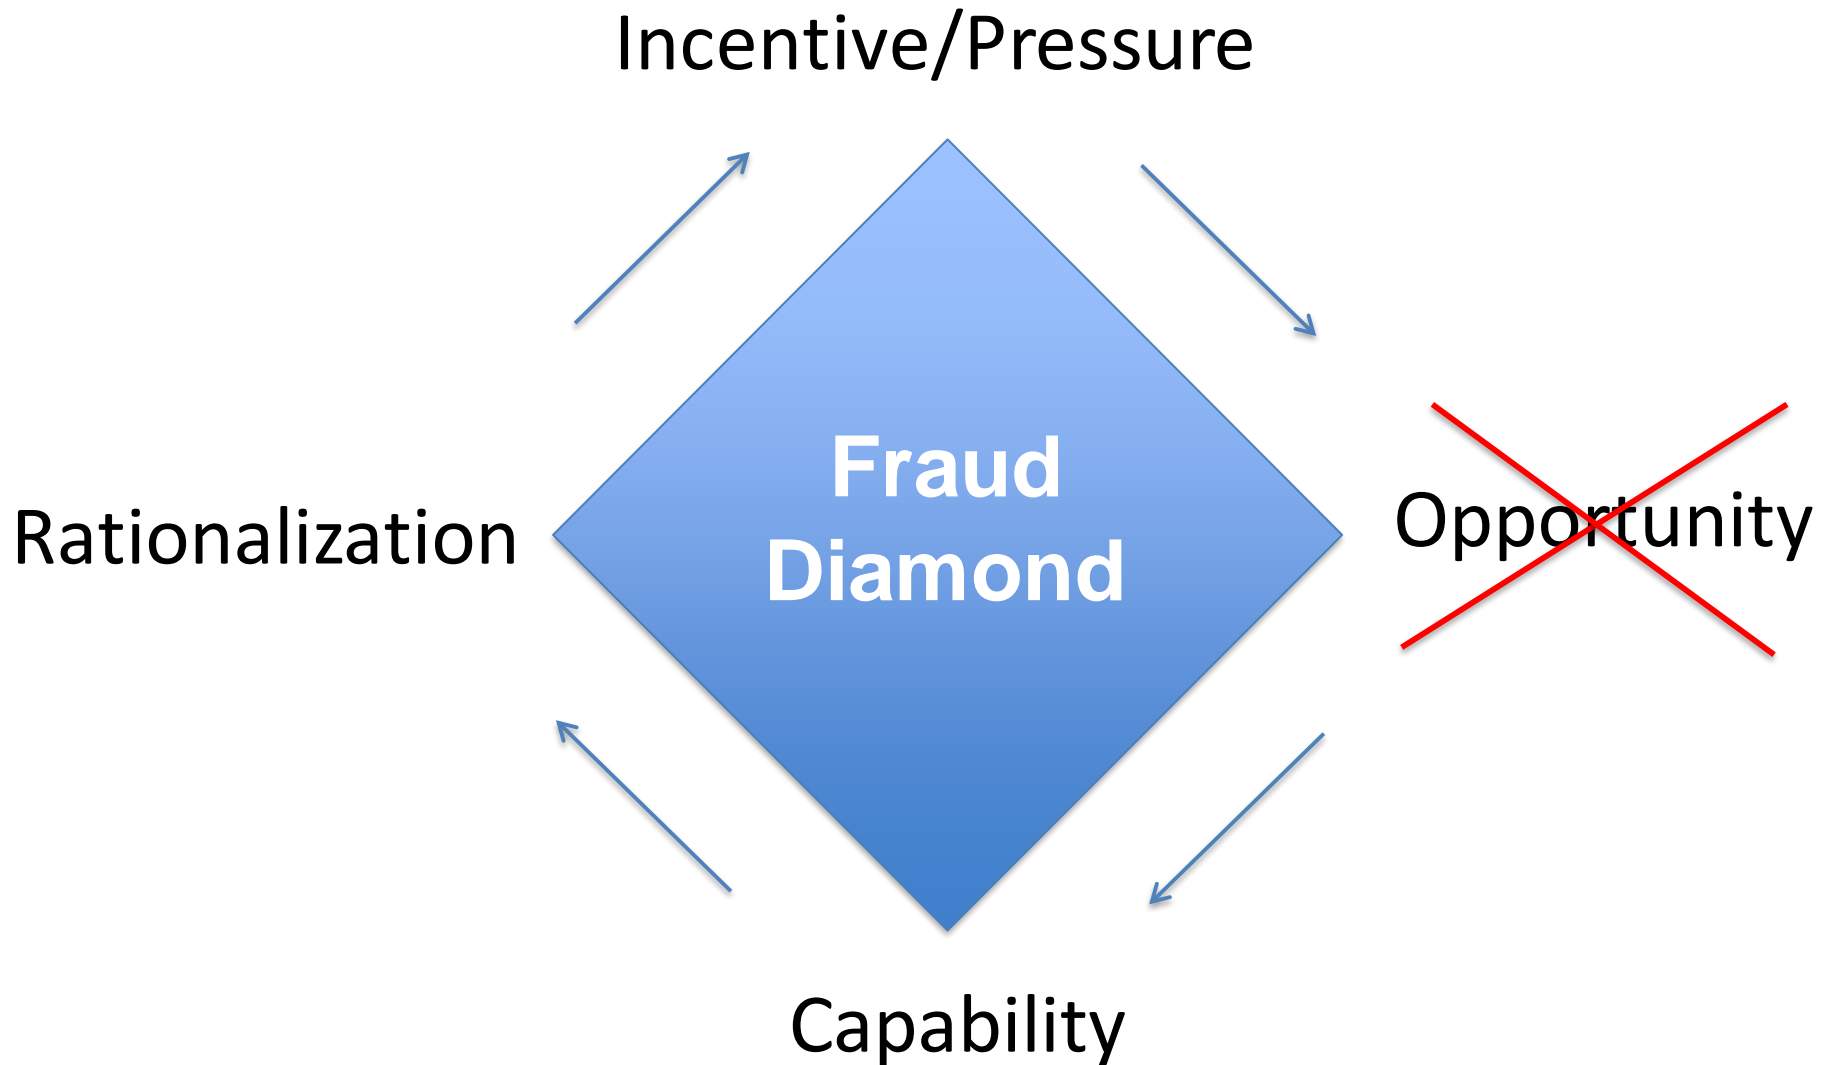 Incentive/Pressure
Fraud
Diamond
Rationalization
Opportunity
Capability